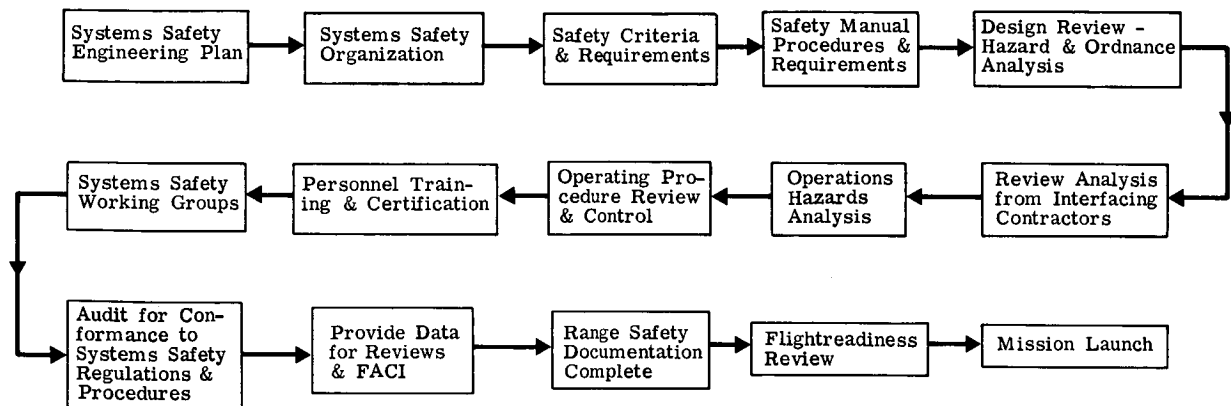 Systems Safety
Engineering Plan
Systems Safety
Organization
Safety Criteria
& Requirements
Safety Manual
Procedures &
Requirements
Design Review -
Hazard & Ordnance
Analysis
Review Analysis
from Interfacing
Contractors
Operations
Hazards
Analysis
Operating Pro-
cedure Review
& Control
Personnel Train-
ing & Certification
Systems Safety
Working Groups
Audit for Con-
formance to
Systems Safety
Regulations &
Procedures
Provide Data
for Reviews
& FACI
Range Safety
Documentation
Complete
Flightreadiness
Review
Mission Launch